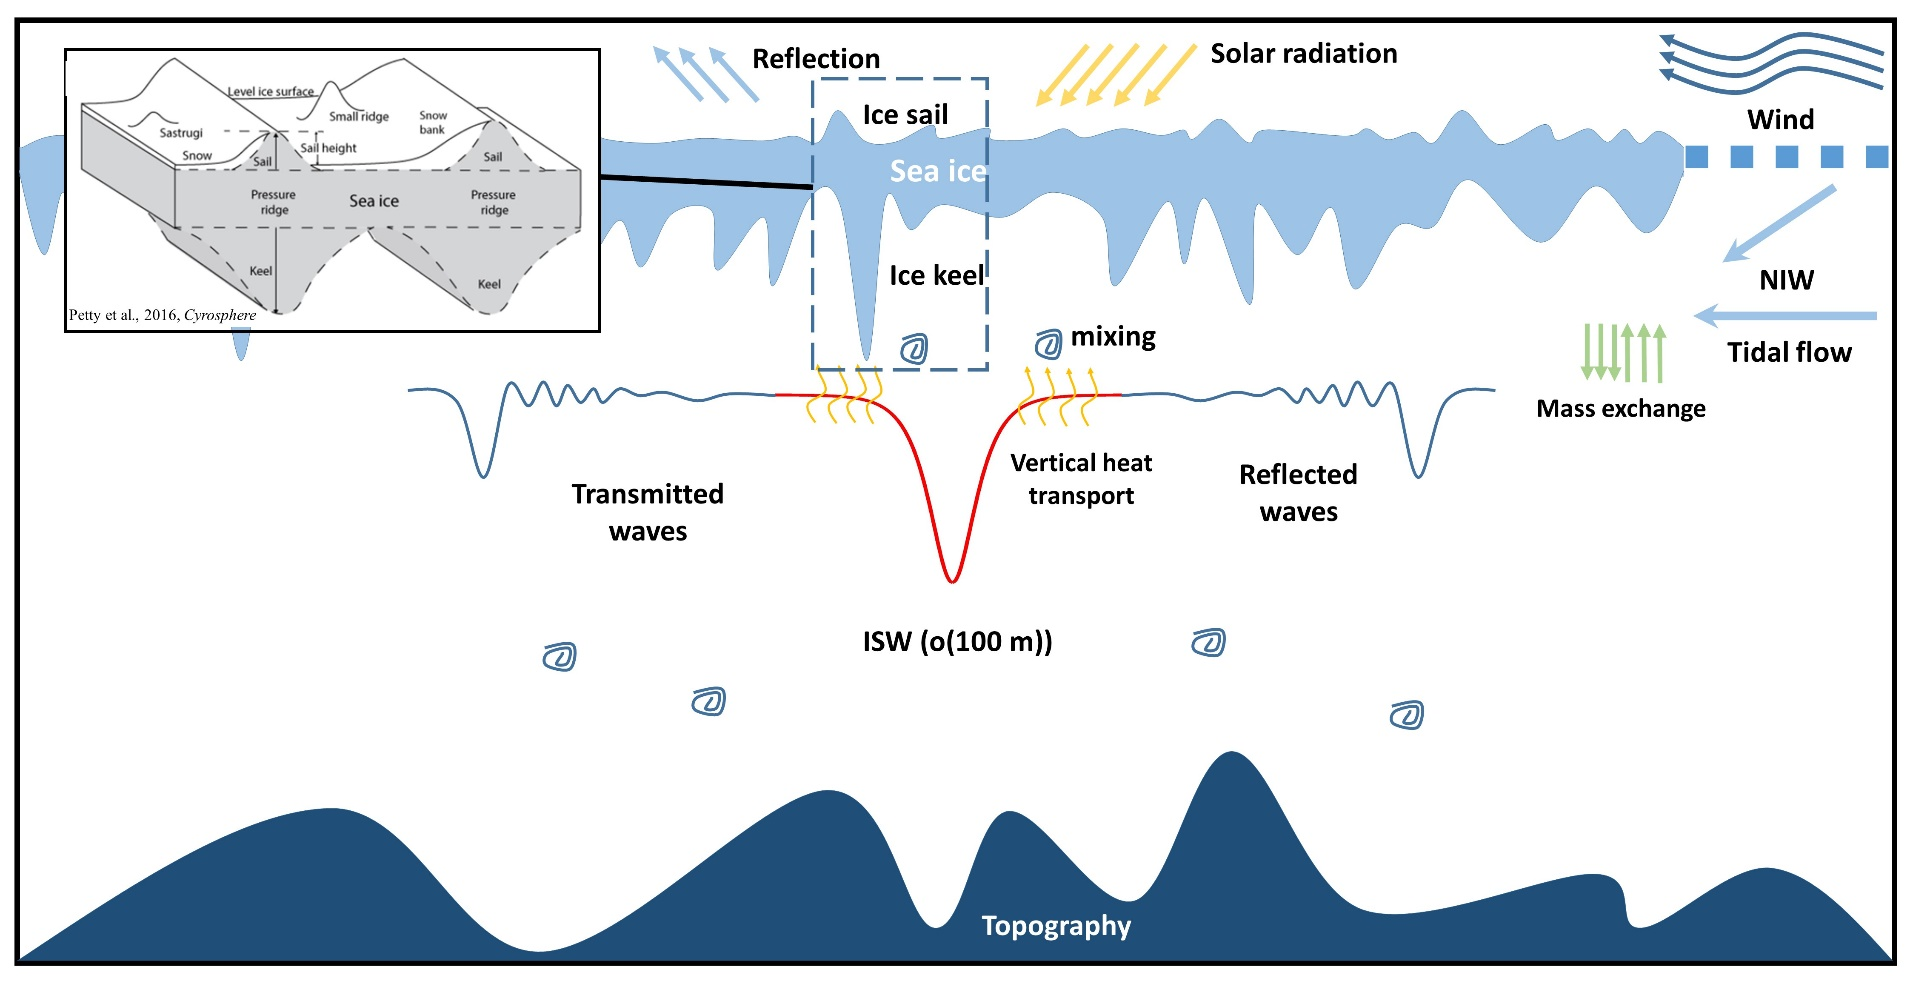 Reflection
Solar radiation
Wind
Level ice surface
Small ridge
Snow
bank
Sastrugi
Sail height
Snow
Sail
Sail
Pressure
ridge
Sea ice
Pressure
ridge
Keel
Keel
Petty et al., 2016, Cyrosphere
Ice sail
Sea ice
Ice keel
mixing
NIW
Tidal flow
Mass exchange
Transmitted
waves
Vertical heat
transport
Reflected
waves
ISW (o(100 m))
Topography